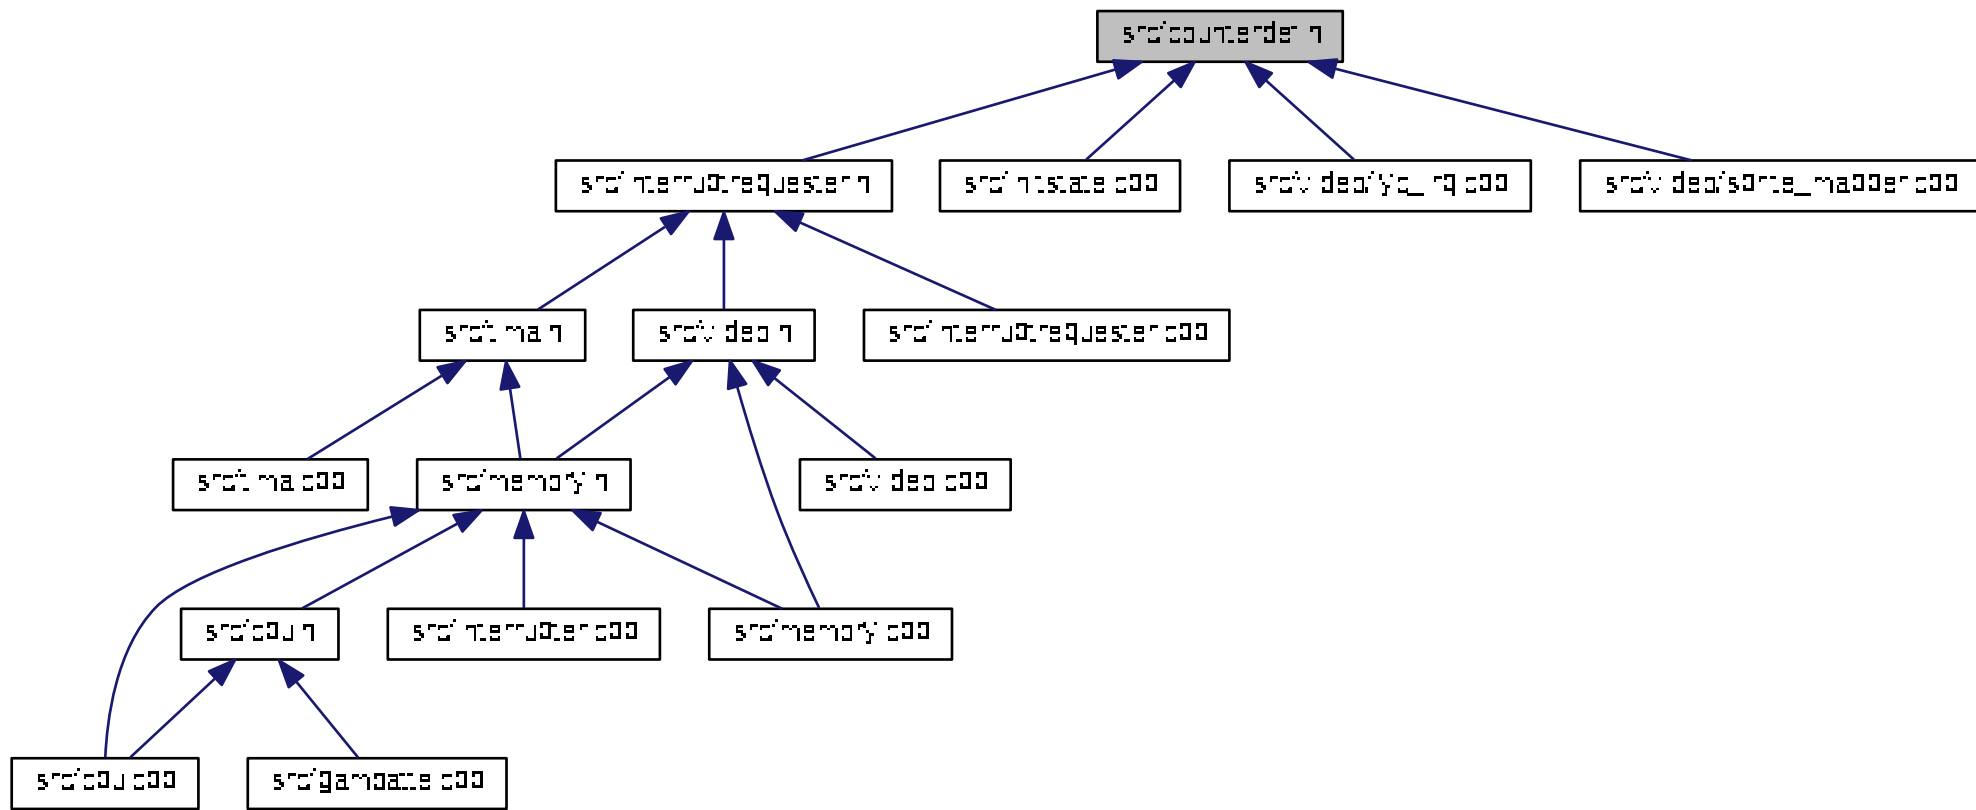 src/counterdef.h
src/interruptrequester.h
src/initstate.cpp
src/video/lyc_irq.cpp
src/video/sprite_mapper.cpp
src/tima.h
src/video.h
src/interruptrequester.cpp
src/tima.cpp
src/memory.h
src/video.cpp
src/cpu.h
src/interrupter.cpp
src/memory.cpp
src/cpu.cpp
src/gambatte.cpp